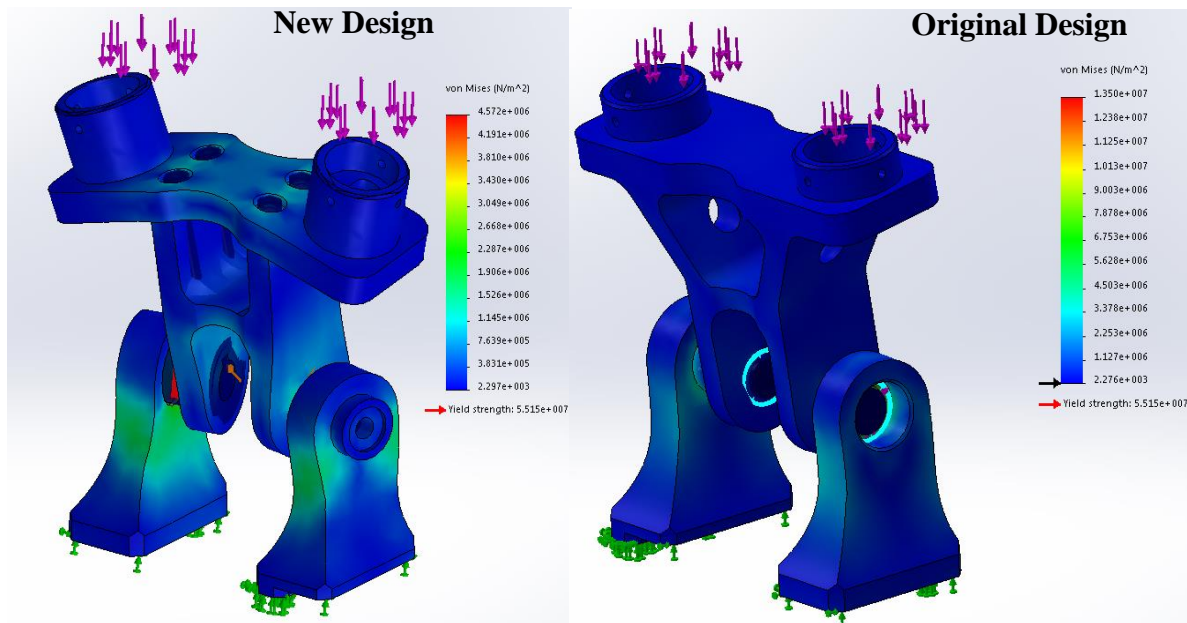 New Design
von Mises (N/m^2)
4.572e+006
4.191e+006
3.810e+006
3.430e+006
3.049e+006
2.668e+006
2.287e+006
1.906e+006
1.526e+006
1.145e+006
7.639e+005
3.831e+005
2.297e+003
Yield strength: 5.515e+007
Original Design
von Mises (N/m^2)
1.350e+007
1.238e+007
1.125e+007
1.013e+007
9.003e+006
7.878e+006
6.753e+006
5.628e+006
4.503e+006
3.378e+006
2.253e+006
1.127e+006
2.276e+003
Yield strength: 5.515e+007